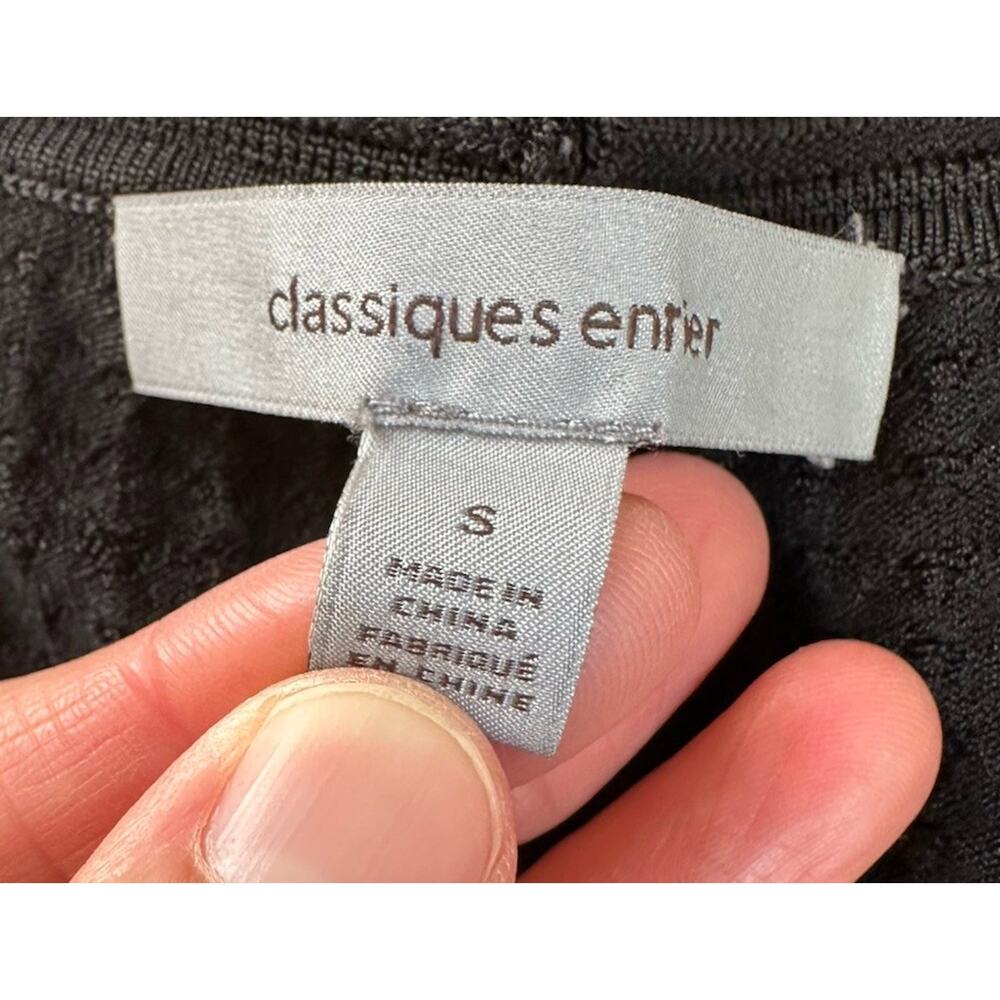 classiques entier
S
MADE IN
CHINA
FABRIQUÉ
EN CHINE